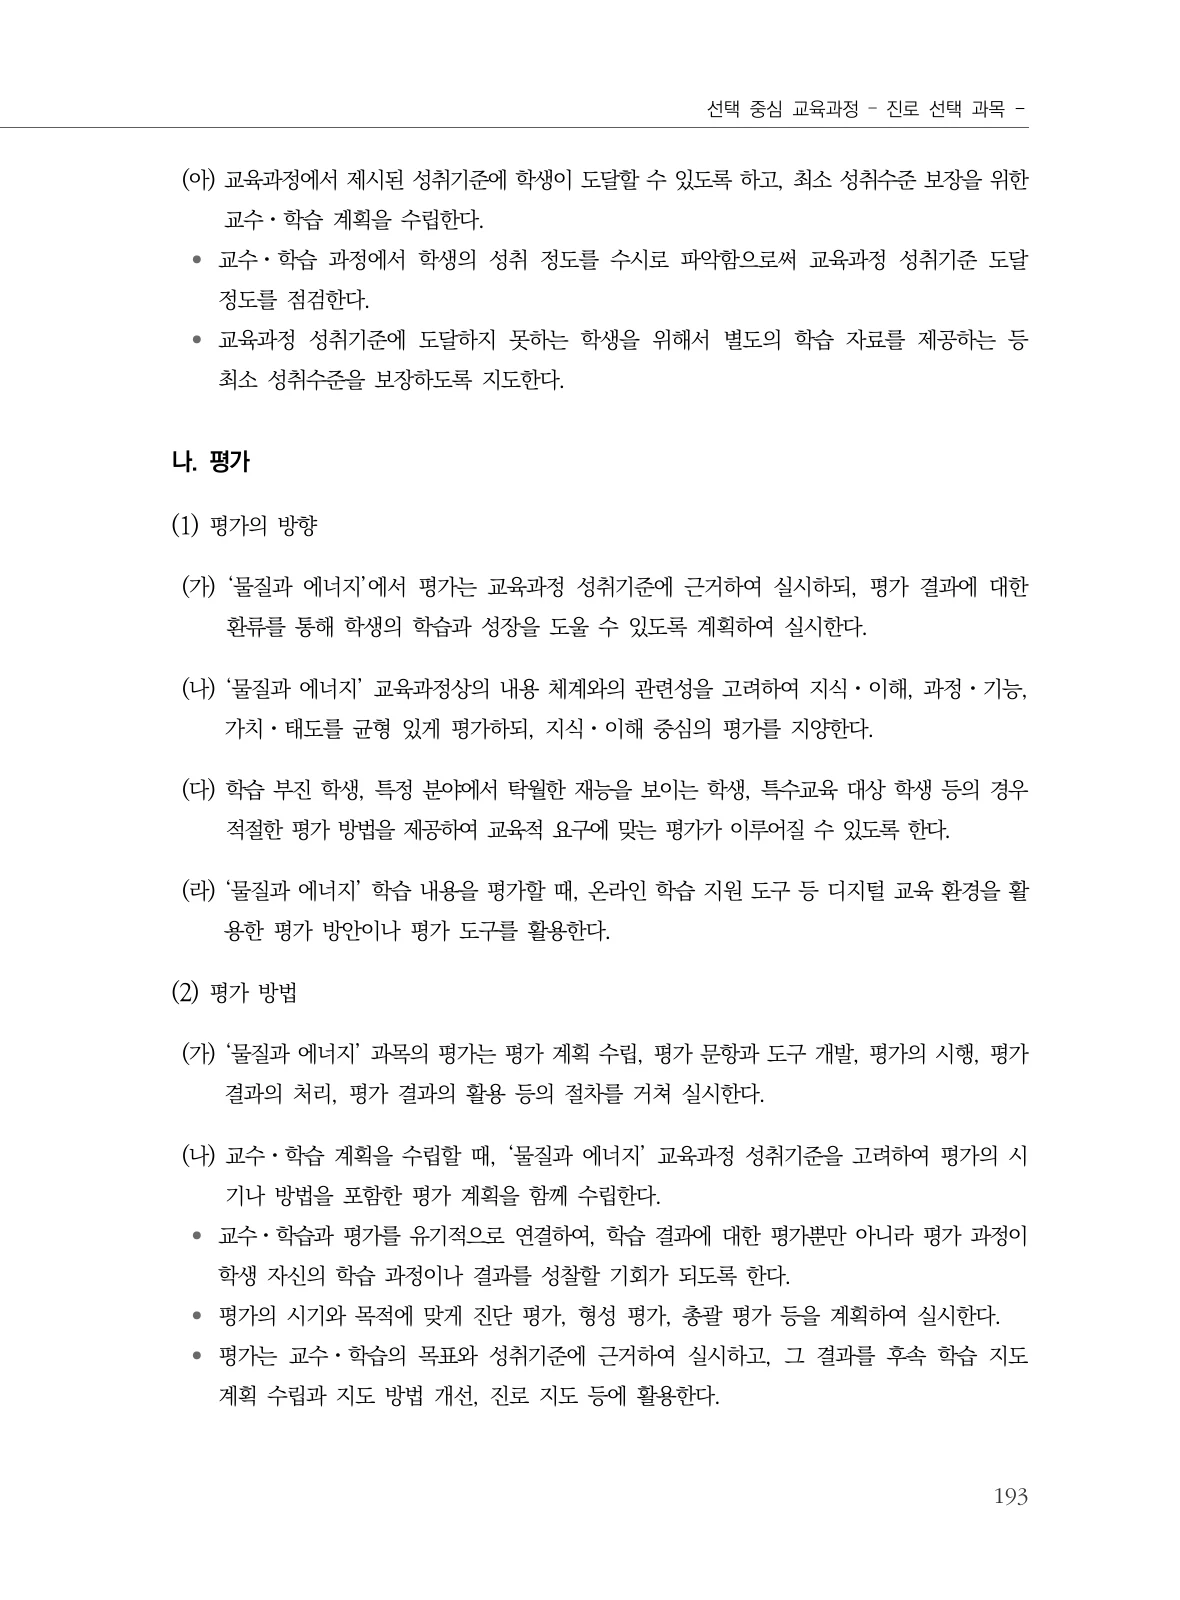 선택 중심 교육과정 - 진로 선택 과목 -
(아) 교육과정에서 제시된 성취기준에 학생이 도달할 수 있도록 하고, 최소 성취수준 보장을 위한
교수·학습 계획을 수립한다.
• 교수·학습 과정에서 학생의 성취 정도를 수시로 파악함으로써 교육과정 성취기준 도달
정도를 점검한다.
• 교육과정 성취기준에 도달하지 못하는 학생을 위해서 별도의 학습 자료를 제공하는 등
최소 성취수준을 보장하도록 지도한다.
나. 평가
(1) 평가의 방향
(가) ‘물질과 에너지’에서 평가는 교육과정 성취기준에 근거하여 실시하되, 평가 결과에 대한
환류를 통해 학생의 학습과 성장을 도울 수 있도록 계획하여 실시한다.
(나) ‘물질과 에너지’ 교육과정상의 내용 체계와의 관련성을 고려하여 지식·이해, 과정·기능,
가치·태도를 균형 있게 평가하되, 지식·이해 중심의 평가를 지양한다.
(다) 학습 부진 학생, 특정 분야에서 탁월한 재능을 보이는 학생, 특수교육 대상 학생 등의 경우
적절한 평가 방법을 제공하여 교육적 요구에 맞는 평가가 이루어질 수 있도록 한다.
(라) ‘물질과 에너지’ 학습 내용을 평가할 때, 온라인 학습 지원 도구 등 디지털 교육 환경을 활
용한 평가 방안이나 평가 도구를 활용한다.
(2) 평가 방법
(가) ‘물질과 에너지’ 과목의 평가는 평가 계획 수립, 평가 문항과 도구 개발, 평가의 시행, 평가
결과의 처리, 평가 결과의 활용 등의 절차를 거쳐 실시한다.
(나) 교수·학습 계획을 수립할 때, ‘물질과 에너지’ 교육과정 성취기준을 고려하여 평가의 시
기나 방법을 포함한 평가 계획을 함께 수립한다.
• 교수·학습과 평가를 유기적으로 연결하여, 학습 결과에 대한 평가뿐만 아니라 평가 과정이
학생 자신의 학습 과정이나 결과를 성찰할 기회가 되도록 한다.
• 평가의 시기와 목적에 맞게 진단 평가, 형성 평가, 총괄 평가 등을 계획하여 실시한다.
• 평가는 교수·학습의 목표와 성취기준에 근거하여 실시하고, 그 결과를 후속 학습 지도
계획 수립과 지도 방법 개선, 진로 지도 등에 활용한다.
193